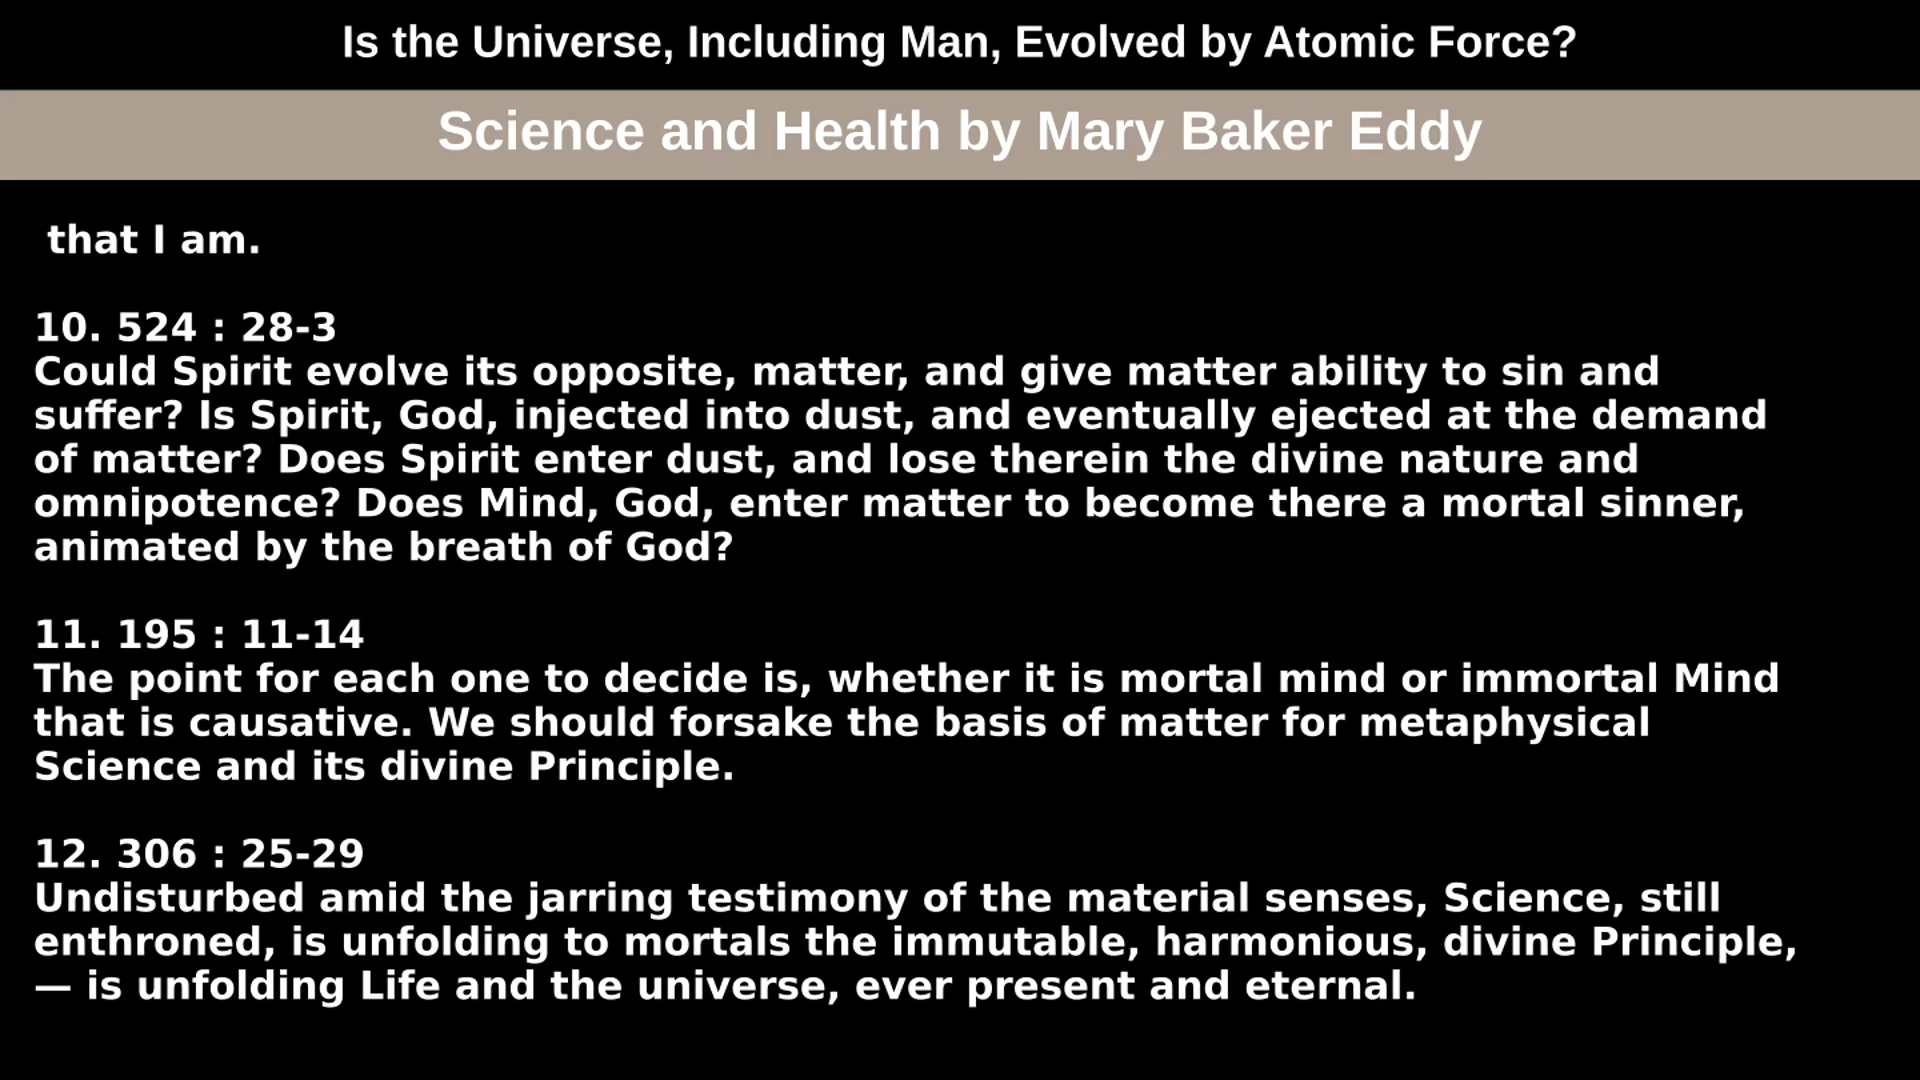 Is the Universe, Including Man, Evolved by Atomic Force?
Science and Health by Mary Baker Eddy
that I am.
10. 524 : 28-3
Could Spirit evolve its opposite, matter, and give matter ability to sin and
suffer? Is Spirit, God, injected into dust, and eventually ejected at the demand
of matter? Does Spirit enter dust, and lose therein the divine nature and
omnipotence? Does Mind, God, enter matter to become there a mortal sinner,
animated by the breath of God?
11. 195 : 11-14
The point for each one to decide is, whether it is mortal mind or immortal Mind
that is causative. We should forsake the basis of matter for metaphysical
Science and its divine Principle.
12. 306 : 25-29
Undisturbed amid the jarring testimony of the material senses, Science, still
enthroned, is unfolding to mortals the immutable, harmonious, divine Principle,
— is unfolding Life and the universe, ever present and eternal.